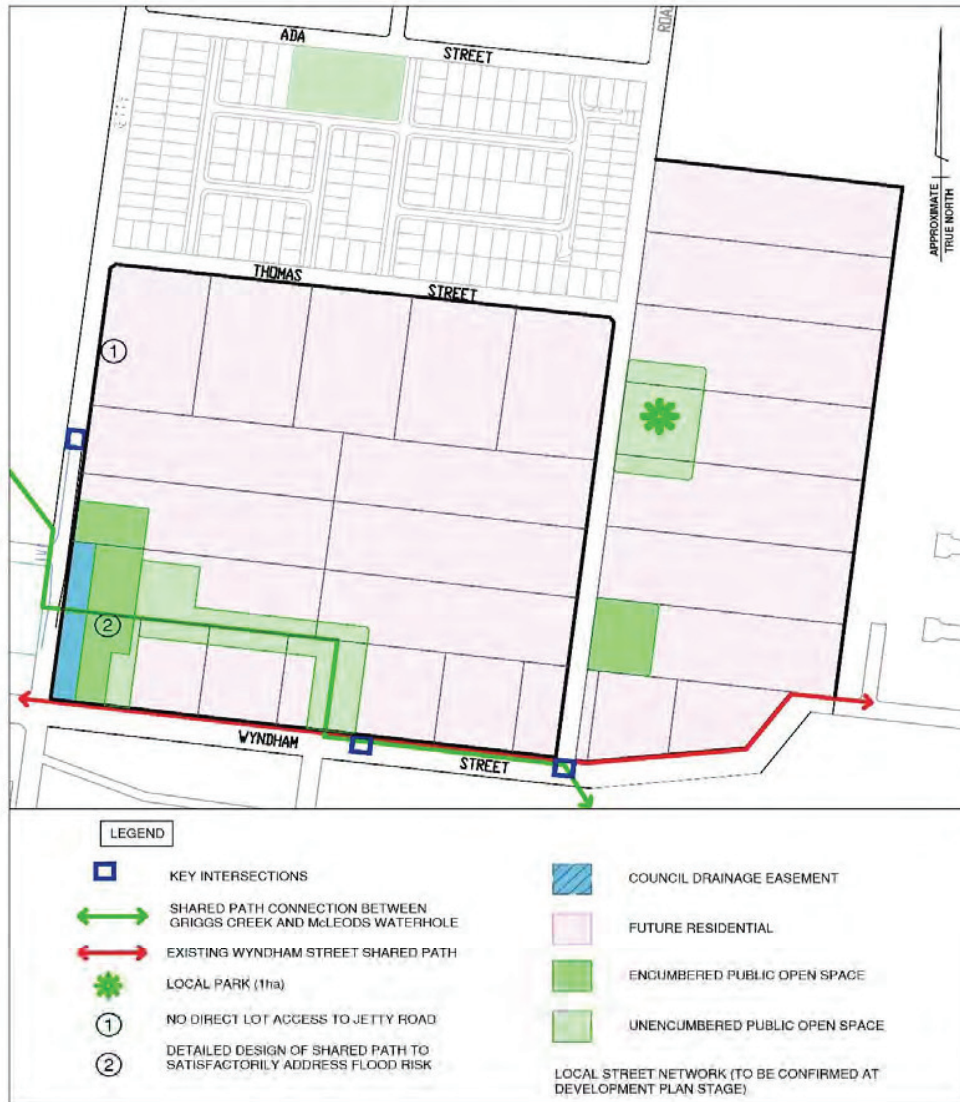 ADA
STREET
ROAD
APPROXIMATE
TRUE NORTH
THOMAS
STREET
1
2
WYNDHAM
STREET
LEGEND
KEY INTERSECTIONS
SHARED PATH CONNECTION BETWEEN
GRIGGS CREEK AND McLEODS WATERHOLE
EXISTING WYNDHAM STREET SHARED PATH
LOCAL PARK (1ha)
1
NO DIRECT LOT ACCESS TO JETTY ROAD
2
DETAILED DESIGN OF SHARED PATH TO
SATISFACTORILY ADDRESS FLOOD RISK
COUNCIL DRAINAGE EASEMENT
FUTURE RESIDENTIAL
ENCUMBERED PUBLIC OPEN SPACE
UNENCUMBERED PUBLIC OPEN SPACE
LOCAL STREET NETWORK (TO BE CONFIRMED AT
DEVELOPMENT PLAN STAGE)